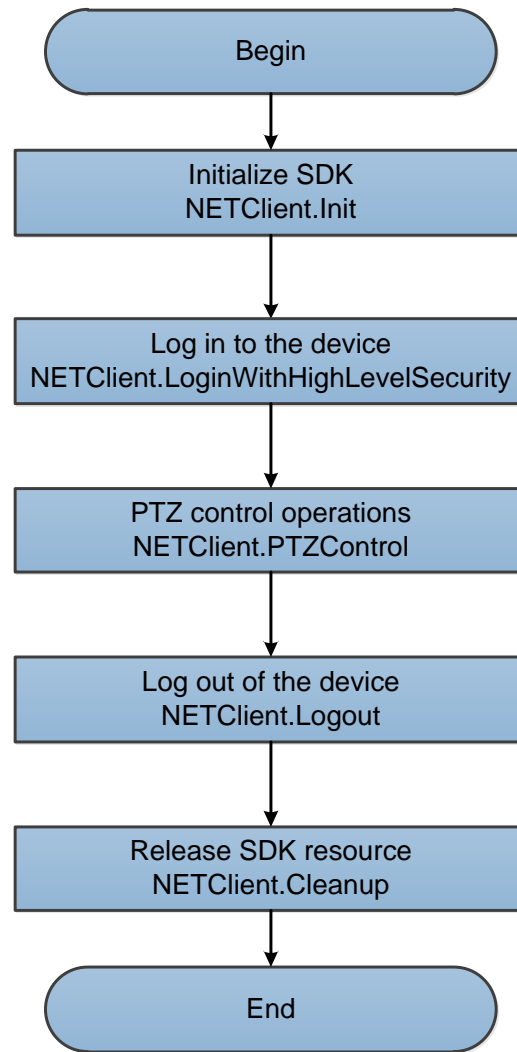 Begin
Initialize SDK
NETClient.Init
Log in to the device
NETClient.LoginWithHighLevelSecurity
PTZ control operations
NETClient.PTZControl
Log out of the device
NETClient.Logout
Release SDK resource
NETClient.Cleanup
End